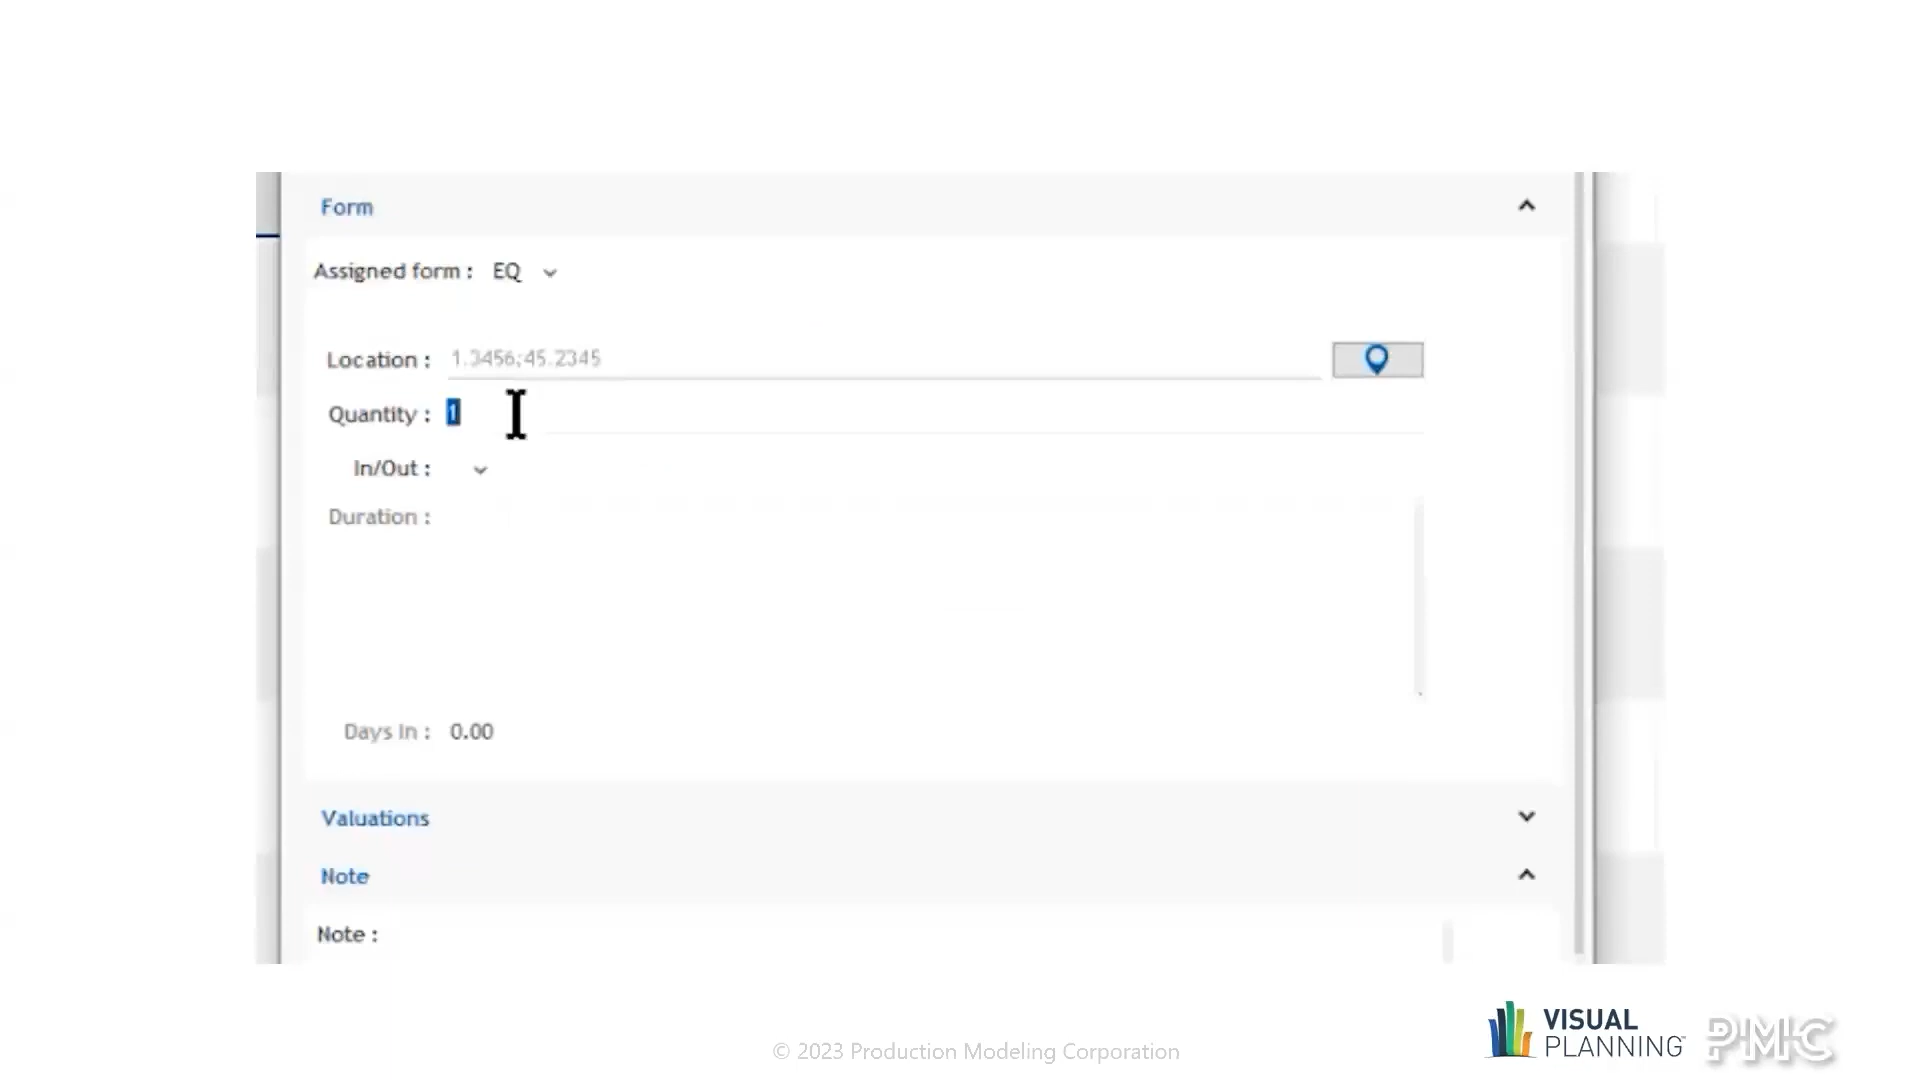 Form
Assigned form : EQ
Location : 1.3456;45.2345
Quantity : 1
In/Out :
Duration :
Days In : 0.00
Valuations
Note
Note :
© 2023 Production Modeling Corporation
VISUAL
PLANNING
PMC